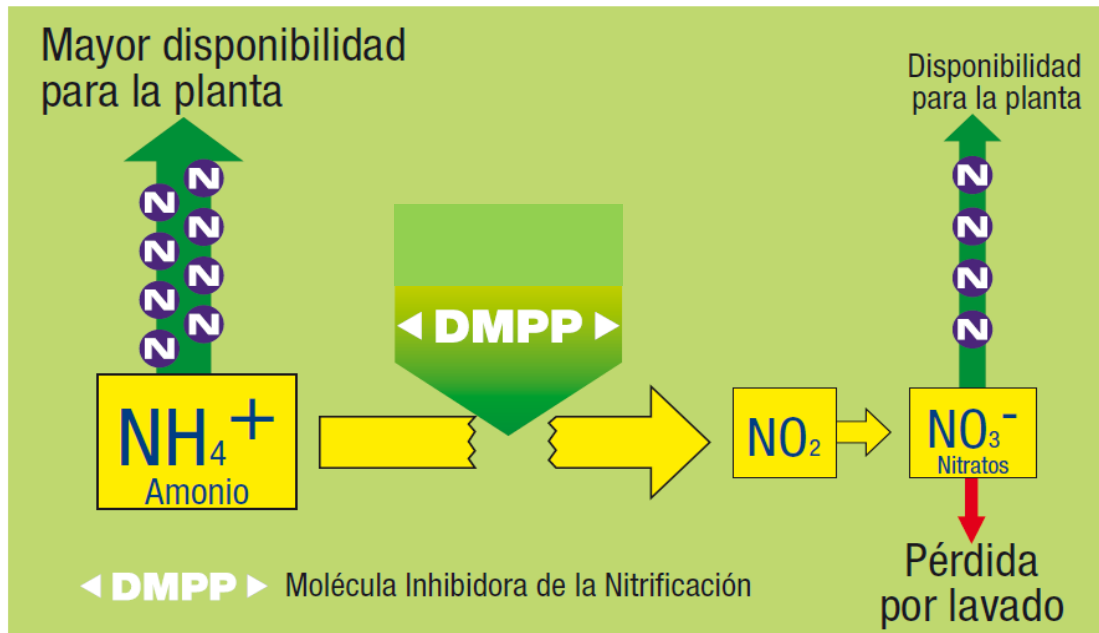 Mayor disponibilidad
para la planta
Disponibilidad
para la planta
N
N
N
N
N
N
N
N
N
N
N
N
DMPP
NH₄⁺
Amonio
NO₂
NO₃⁻
Nitratos
DMPP Molécula Inhibidora de la Nitrificación
Pérdida
por lavado